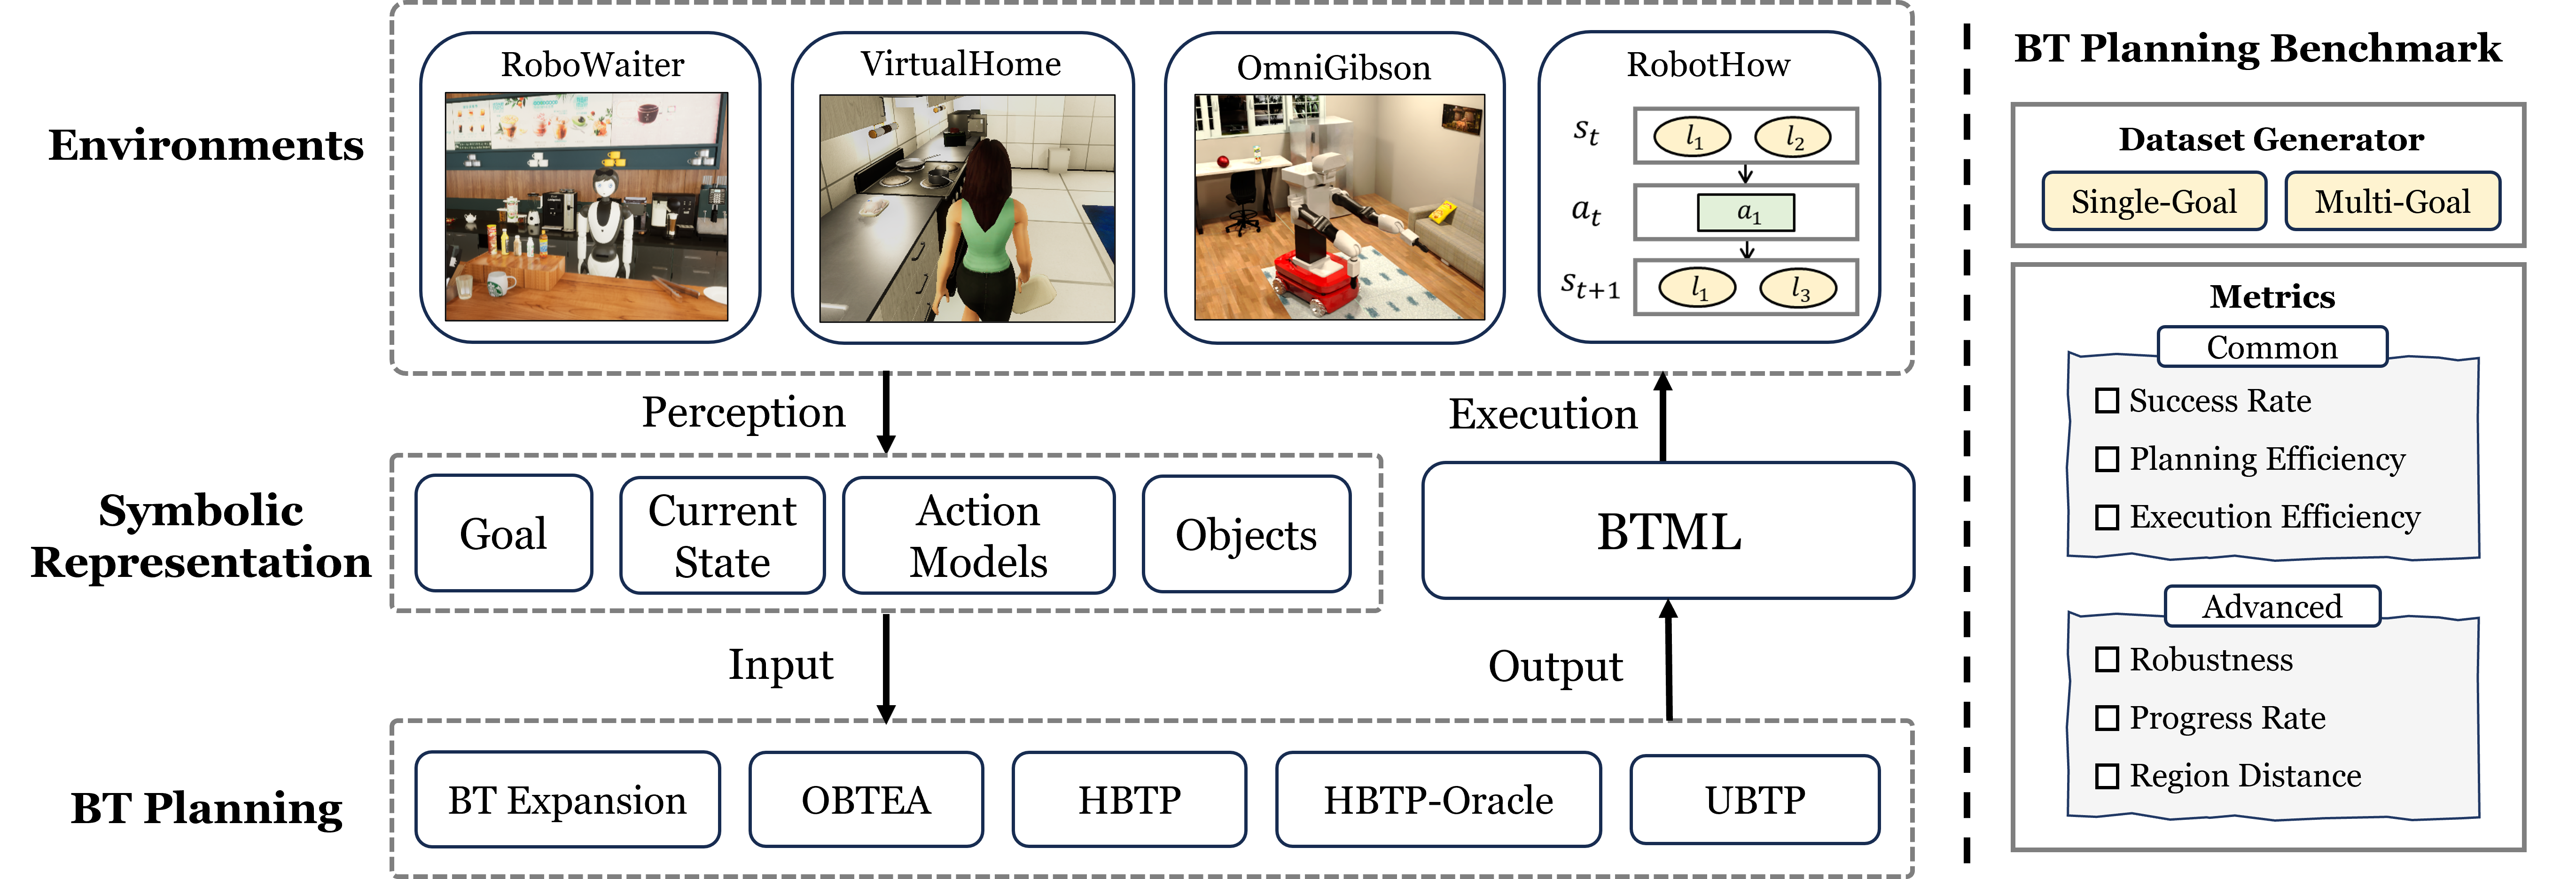 Environments
RoboWaiter
VirtualHome
OmniGibson
RobotHow
s_t
l_1
l_2
a_t
a_1
s_{t+1}
l_1
l_3
Perception
Execution
Symbolic
Representation
Goal
Current
State
Action
Models
Objects
BTML
Input
Output
BT Planning
BT Expansion
OBTEA
HBTP
HBTP-Oracle
UBTP
BT Planning Benchmark
Dataset Generator
Single-Goal
Multi-Goal
Metrics
Common
Success Rate
Planning Efficiency
Execution Efficiency
Advanced
Robustness
Progress Rate
Region Distance